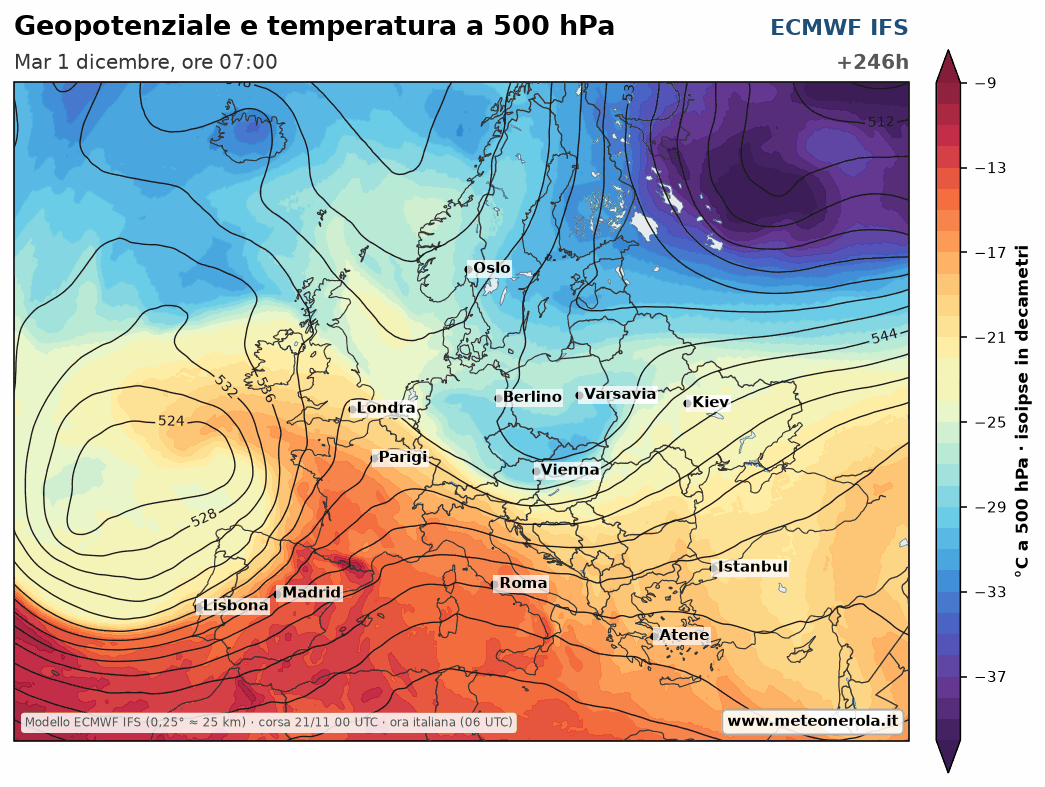 Geopotenziale e temperatura a 500 hPa
ECMWF IFS
Mar 1 dicembre, ore 07:00
+246h
512
544
532
536
524
528
Oslo
Berlino
Varsavia
Kiev
Londra
Parigi
Vienna
Istanbul
Roma
Madrid
Lisbona
Atene
−9
−13
−17
−21
−25
−29
−33
−37
°C a 500 hPa · isoipse in decametri
Modello ECMWF IFS (0,25° ≈ 25 km) · corsa 21/11 00 UTC · ora italiana (06 UTC)
www.meteonerola.it